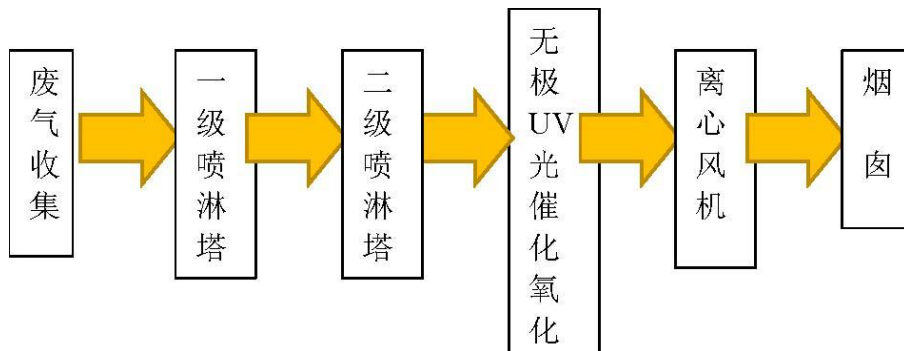 废气收集
一级喷淋塔
二级喷淋塔
无极UV光催化氧化
离心风机
烟囱